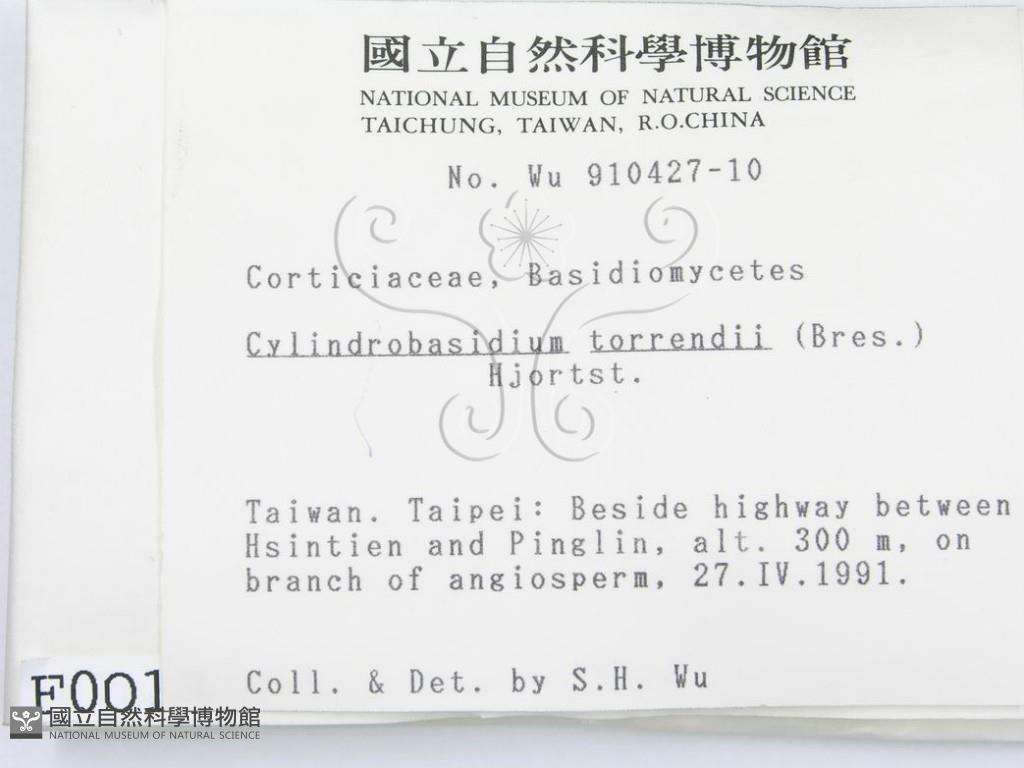 國立自然科學博物館
NATIONAL MUSEUM OF NATURAL SCIENCE
TAICHUNG, TAIWAN, R.O.CHINA
No. Wu 910427-10
Corticiaceae, Basidiomycetes
Cylindrobasidium torrendii (Bres.)
Hjortst.
Taiwan. Taipei: Beside highway between
Hsintien and Pinglin, alt. 300 m, on
branch of angiosperm, 27.IV.1991.
Coll. & Det. by S.H. Wu
F001
國立自然科學博物館
NATIONAL MUSEUM OF NATURAL SCIENCE